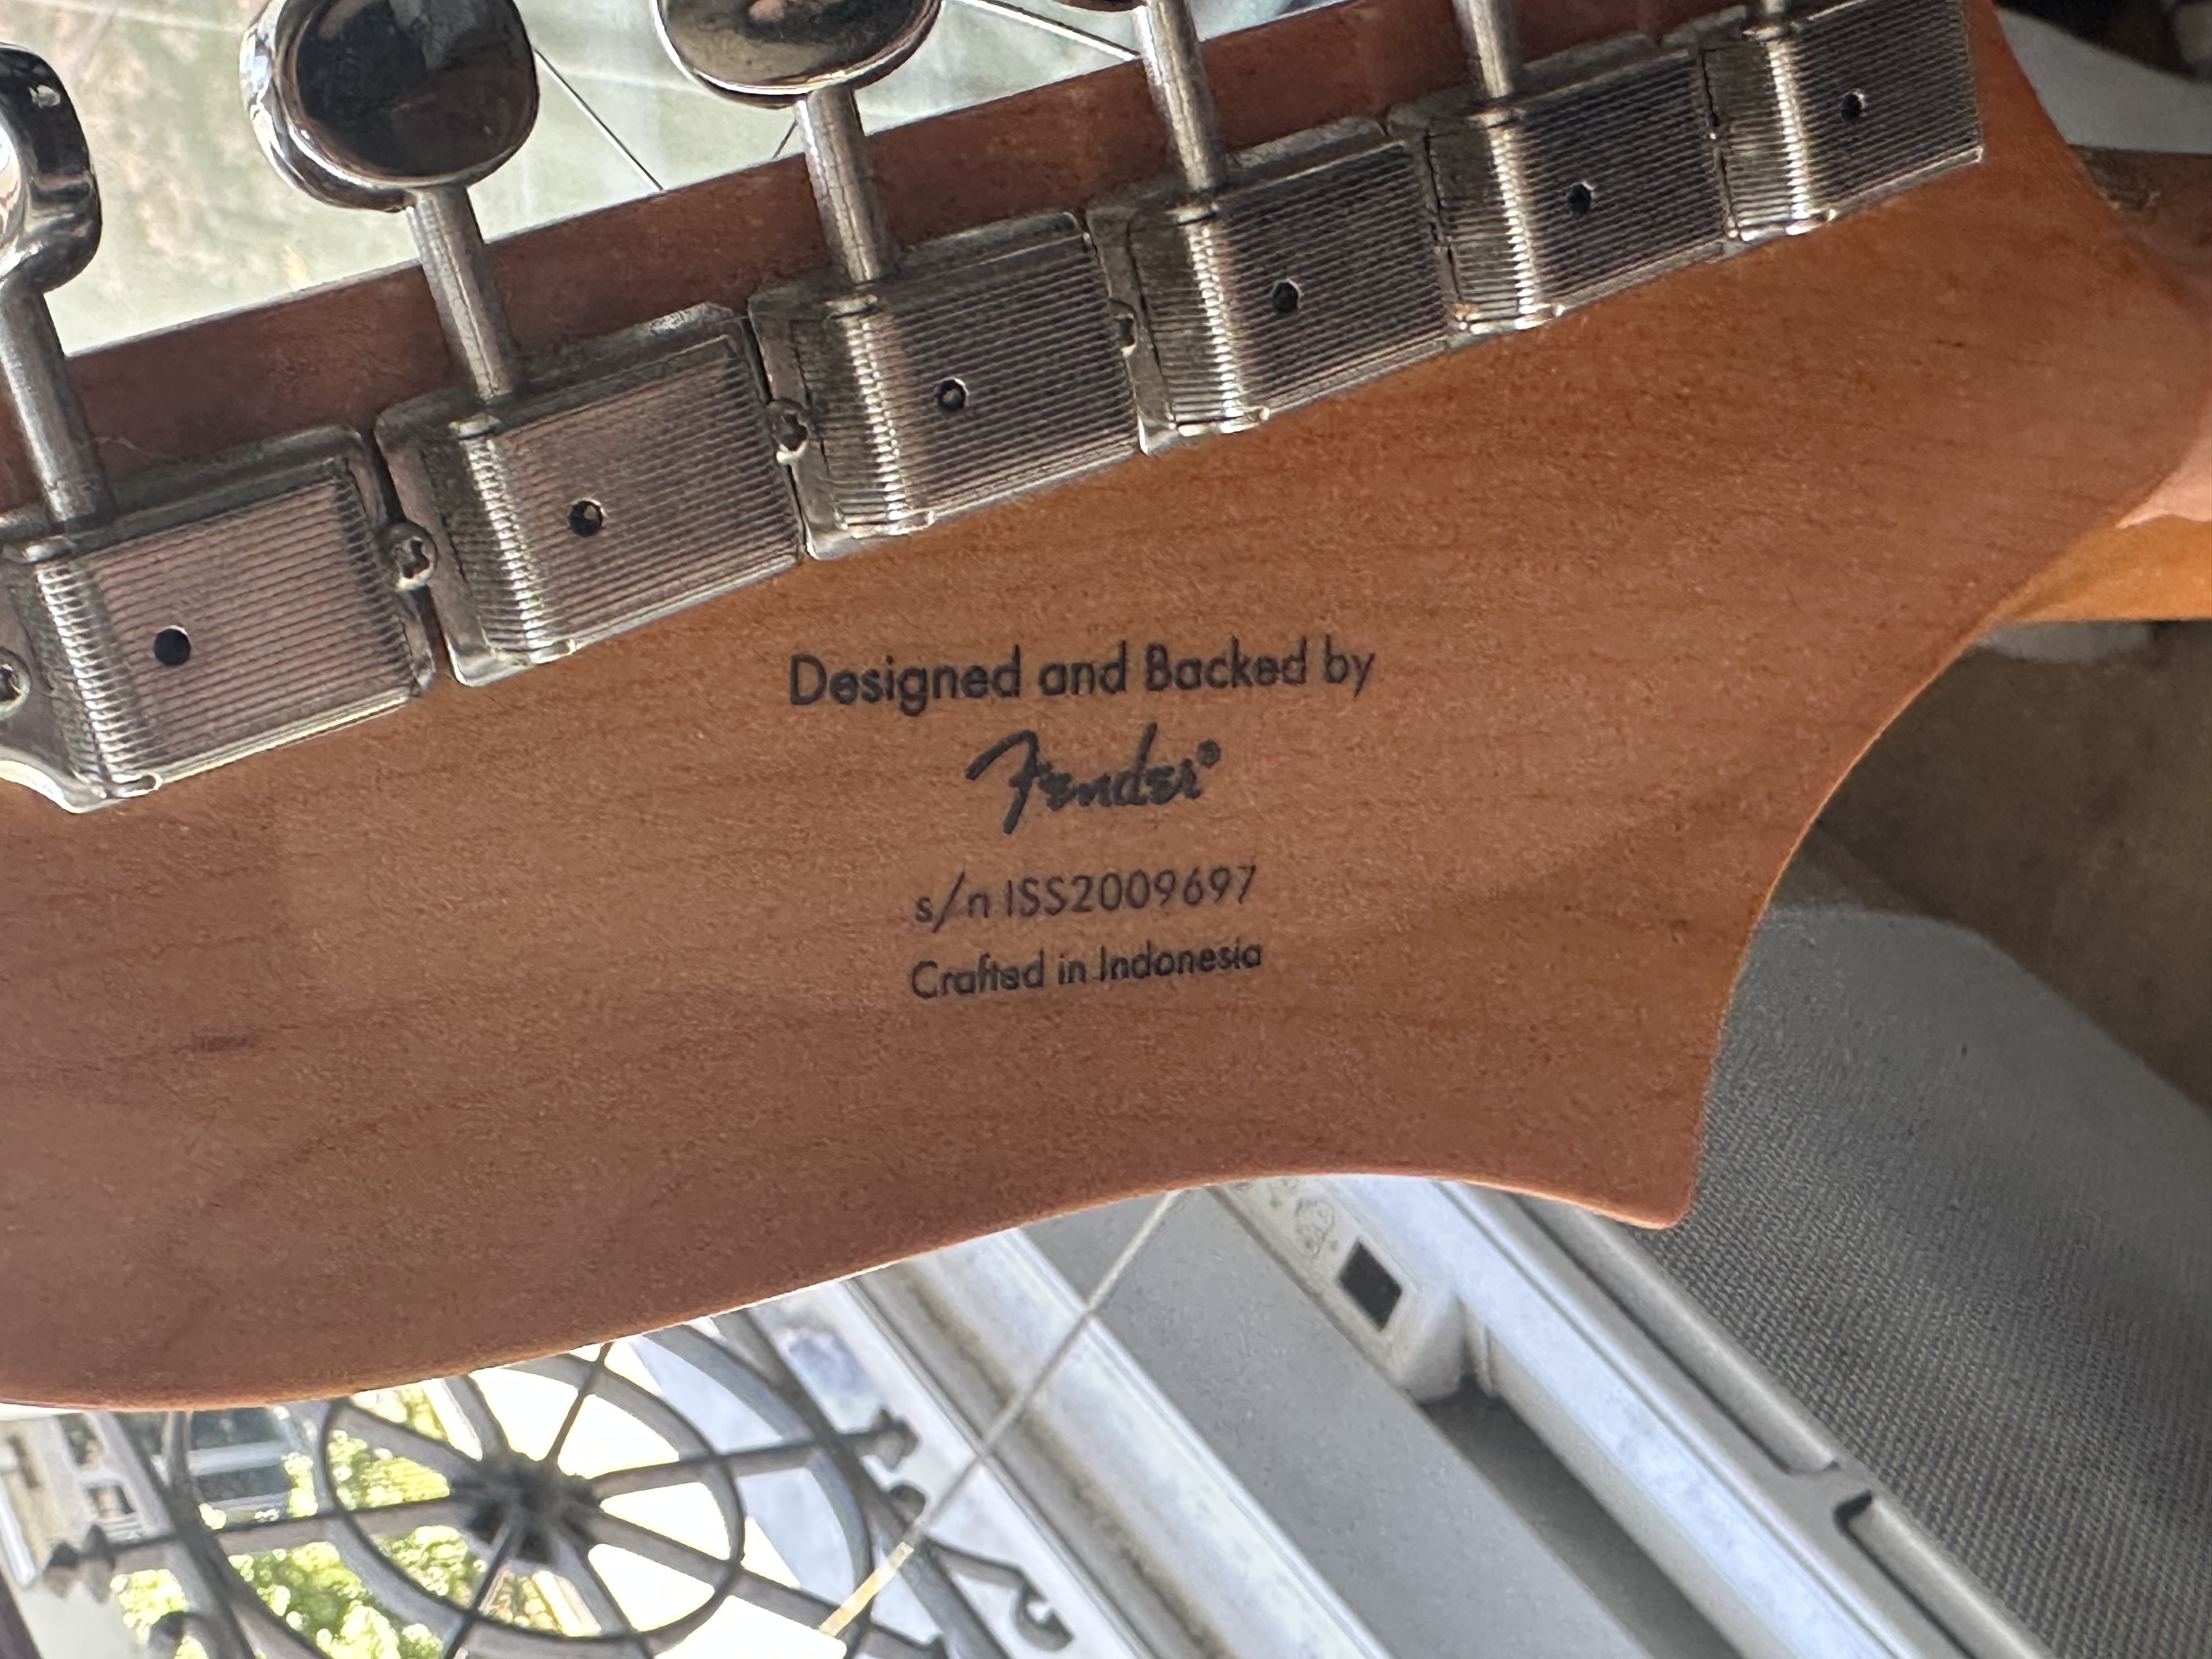 Designed and Backed by
Fender®
s/n ISS2009697
Crafted in Indonesia